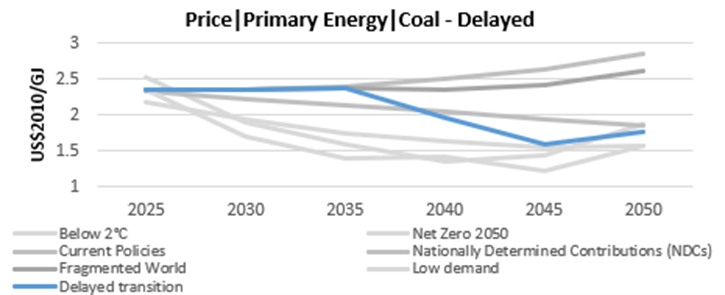 Price|Primary Energy|Coal - Delayed
US$2010/GJ
3
2.5
2
1.5
1
2025 2030 2035 2040 2045 2050
Below 2°C Net Zero 2050
Current Policies Nationally Determined Contributions (NDCs)
Fragmented World Low demand
Delayed transition